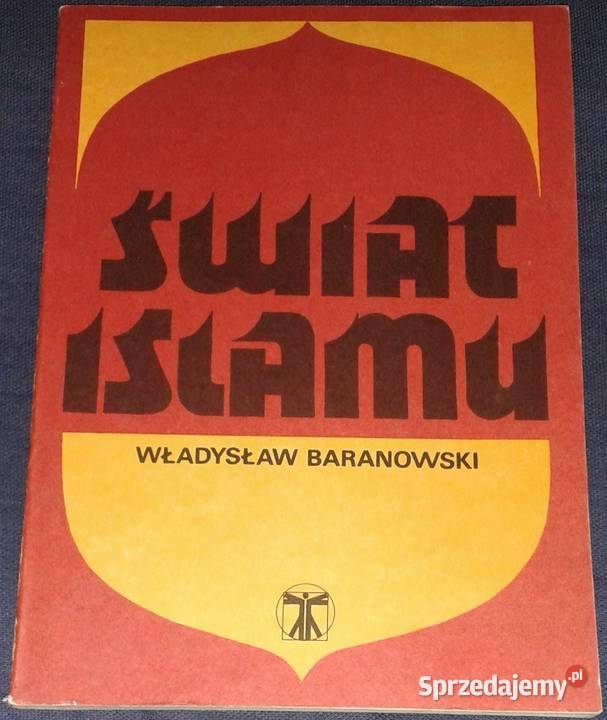 ŚWIAT
ISLAMU
WŁADYSŁAW BARANOWSKI
Sprzedajemy.pl